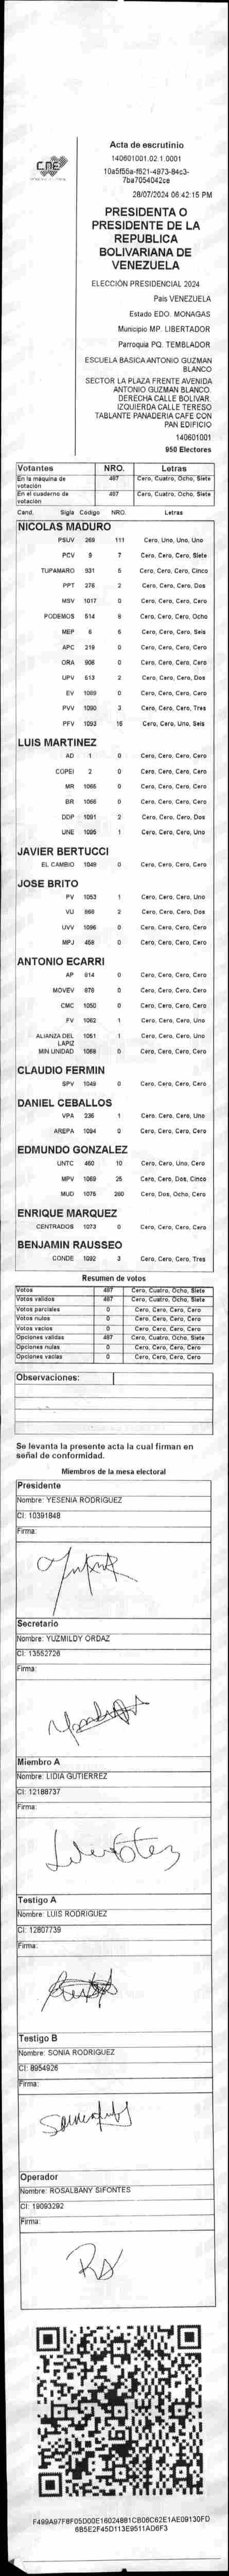 CNE
Acta de escrutinio
140601001.02.1.0001
28/07/2024 06:42:15 PM
PRESIDENTA O
PRESIDENTE DE LA
REPUBLICA
BOLIVARIANA DE
VENEZUELA
ELECCIÓN PRESIDENCIAL 2024
País VENEZUELA
Estado EDO. MONAGAS
Municipio MP. LIBERTADOR
Parroquia PQ. TEMBLADOR
ESCUELA BASICA ANTONIO GUZMAN
BLANCO
SECTOR LA PLAZA FRENTE AVENIDA
ANTONIO GUZMAN BLANCO.
DERECHA CALLE BOLIVAR.
IZQUIERDA CALLE TERESO
TABLANTE PANADERIA CAFÉ CON
PAN EDIFICIO
140601001
950 Electores
Votantes NRO. Letras
En la máquina de votación 487 Cero, Cuatro, Ocho, Siete
En el cuaderno de votación 487 Cero, Cuatro, Ocho, Siete
Cand. Sigla Código NRO. Letras
NICOLAS MADURO
PSUV 269 111 Cero, Uno, Uno, Uno
PCV 9 7 Cero, Cero, Cero, Siete
TUPAMARO 931 5 Cero, Cero, Cero, Cinco
PPT 276 2 Cero, Cero, Cero, Dos
MSV 1017 0 Cero, Cero, Cero, Cero
PODEMOS 514 8 Cero, Cero, Cero, Ocho
MEP 6 Cero, Cero, Cero, Seis
APC 219 0 Cero, Cero, Cero, Cero
ORA 906 0 Cero, Cero, Cero, Cero
UPV 613 2 Cero, Cero, Cero, Dos
EV 1089 0 Cero, Cero, Cero, Cero
PVV 1090 3 Cero, Cero, Cero, Tres
PFV 1093 16 Cero, Cero, Uno, Seis
LUIS MARTINEZ
AD 1 0 Cero, Cero, Cero, Cero
COPEI 2 0 Cero, Cero, Cero, Cero
MR 1065 0 Cero, Cero, Cero, Cero
BR 1066 0 Cero, Cero, Cero, Cero
DDP 1091 2 Cero, Cero, Cero, Dos
UNE 1095 1 Cero, Cero, Cero, Uno
JAVIER BERTUCCI
EL CAMBIO 1049 0 Cero, Cero, Cero, Cero
JOSE BRITO
PV 1053 1 Cero, Cero, Cero, Uno
VU 868 2 Cero, Cero, Cero, Dos
UVV 1096 0 Cero, Cero, Cero, Cero
MPJ 458 0 Cero, Cero, Cero, Cero
ANTONIO ECARRI
AP 814 0 Cero, Cero, Cero, Cero
MOVEV 876 0 Cero, Cero, Cero, Cero
CMC 1050 0 Cero, Cero, Cero, Cero
FV 1062 1 Cero, Cero, Cero, Uno
ALIANZA DEL LAPIZ 1051 1 Cero, Cero, Cero, Uno
MIN UNIDAD 1069 0 Cero, Cero, Cero, Cero
CLAUDIO FERMIN
SPV 1049 0 Cero, Cero, Cero, Cero
DANIEL CEBALLOS
VPA 236 1 Cero, Cero, Cero, Uno
AREPA 1094 0 Cero, Cero, Cero, Cero
EDMUNDO GONZALEZ
UNTC 460 10 Cero, Cero, Uno, Cero
MPV 1069 25 Cero, Cero, Dos, Cinco
MUD 1075 280 Cero, Dos, Ocho, Cero
ENRIQUE MARQUEZ
CENTRADOS 1073 0 Cero, Cero, Cero, Cero
BENJAMIN RAUSSEO
CONDE 1092 3 Cero, Cero, Cero, Tres
Resumen de votos
Votos 487 Cero, Cuatro, Ocho, Siete
Votos validos 487 Cero, Cuatro, Ocho, Siete
Votos parciales 0 Cero, Cero, Cero, Cero
Votos nulos 0 Cero, Cero, Cero, Cero
Votos vacios 0 Cero, Cero, Cero, Cero
Opciones validas 487 Cero, Cuatro, Ocho, Siete
Opciones nulas 0 Cero, Cero, Cero, Cero
Opciones vacias 0 Cero, Cero, Cero, Cero
Observaciones:
Se levanta la presente acta la cual firman en
señal de conformidad.
Miembros de la mesa electoral
Presidente
Nombre: YESENIA RODRIGUEZ
CI: 10391848
Firma:
Secretario
Nombre: YUZMILDY ORDAZ
CI: 13552726
Firma:
Miembro A
Nombre: LIDIA GUTIERREZ
CI: 12188737
Firma:
Testigo A
Nombre: LUIS RODRIGUEZ
CI: 12807739
Firma:
Testigo B
Nombre: SONIA RODRIGUEZ
CI: 8954926
Firma:
Operador
Nombre: ROSALBANY SIFONTES
CI: 19093292
Firma: